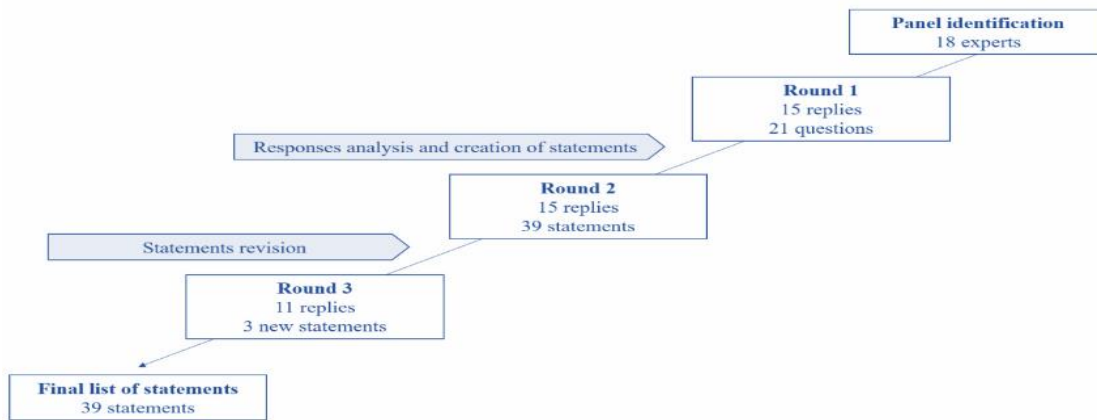 Panel identification
18 experts
Round 1
15 replies
21 questions
Responses analysis and creation of statements
Round 2
15 replies
39 statements
Statements revision
Round 3
11 replies
3 new statements
Final list of statements
39 statements